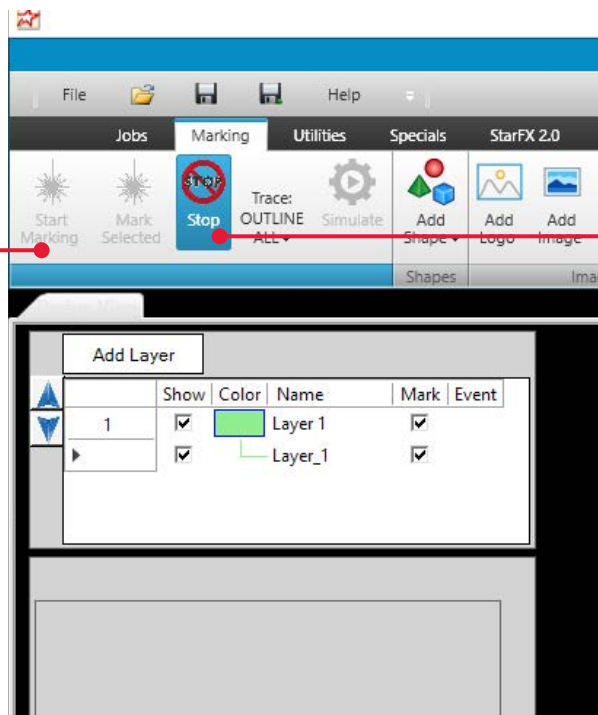 File Help
Jobs Marking Utilities Specials StarFX 2.0
STOP
Start Marking
Mark Selected
Stop
Trace: OUTLINE ALL
Simulate
Add Shape
Add Logo
Add Image
Shapes
Add Layer
Show Color Name Mark Event
1 Layer 1
Layer_1